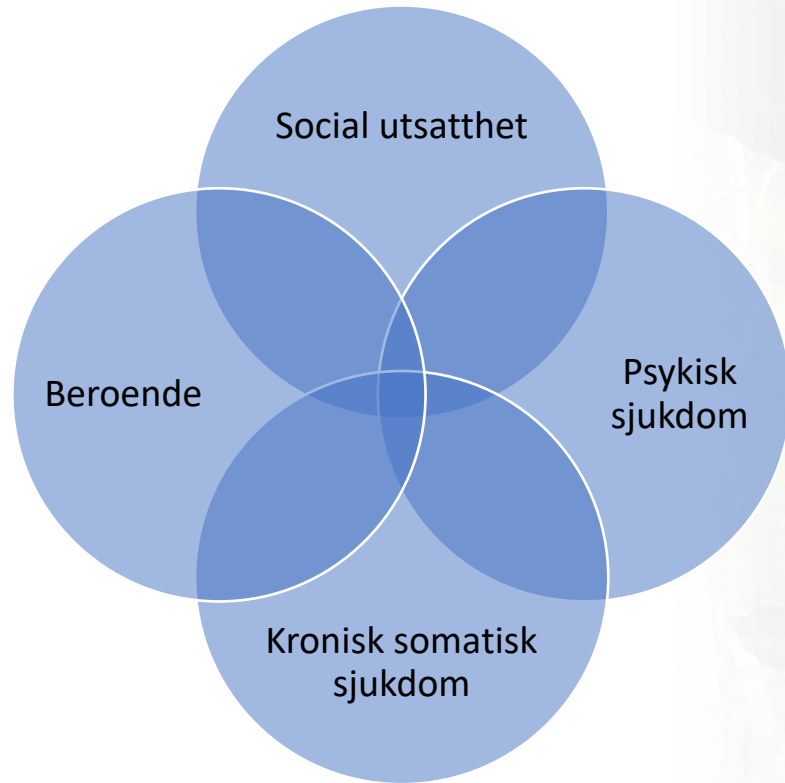 Social utsatthet
Beroende
Psykisk
sjukdom
Kronisk somatisk
sjukdom